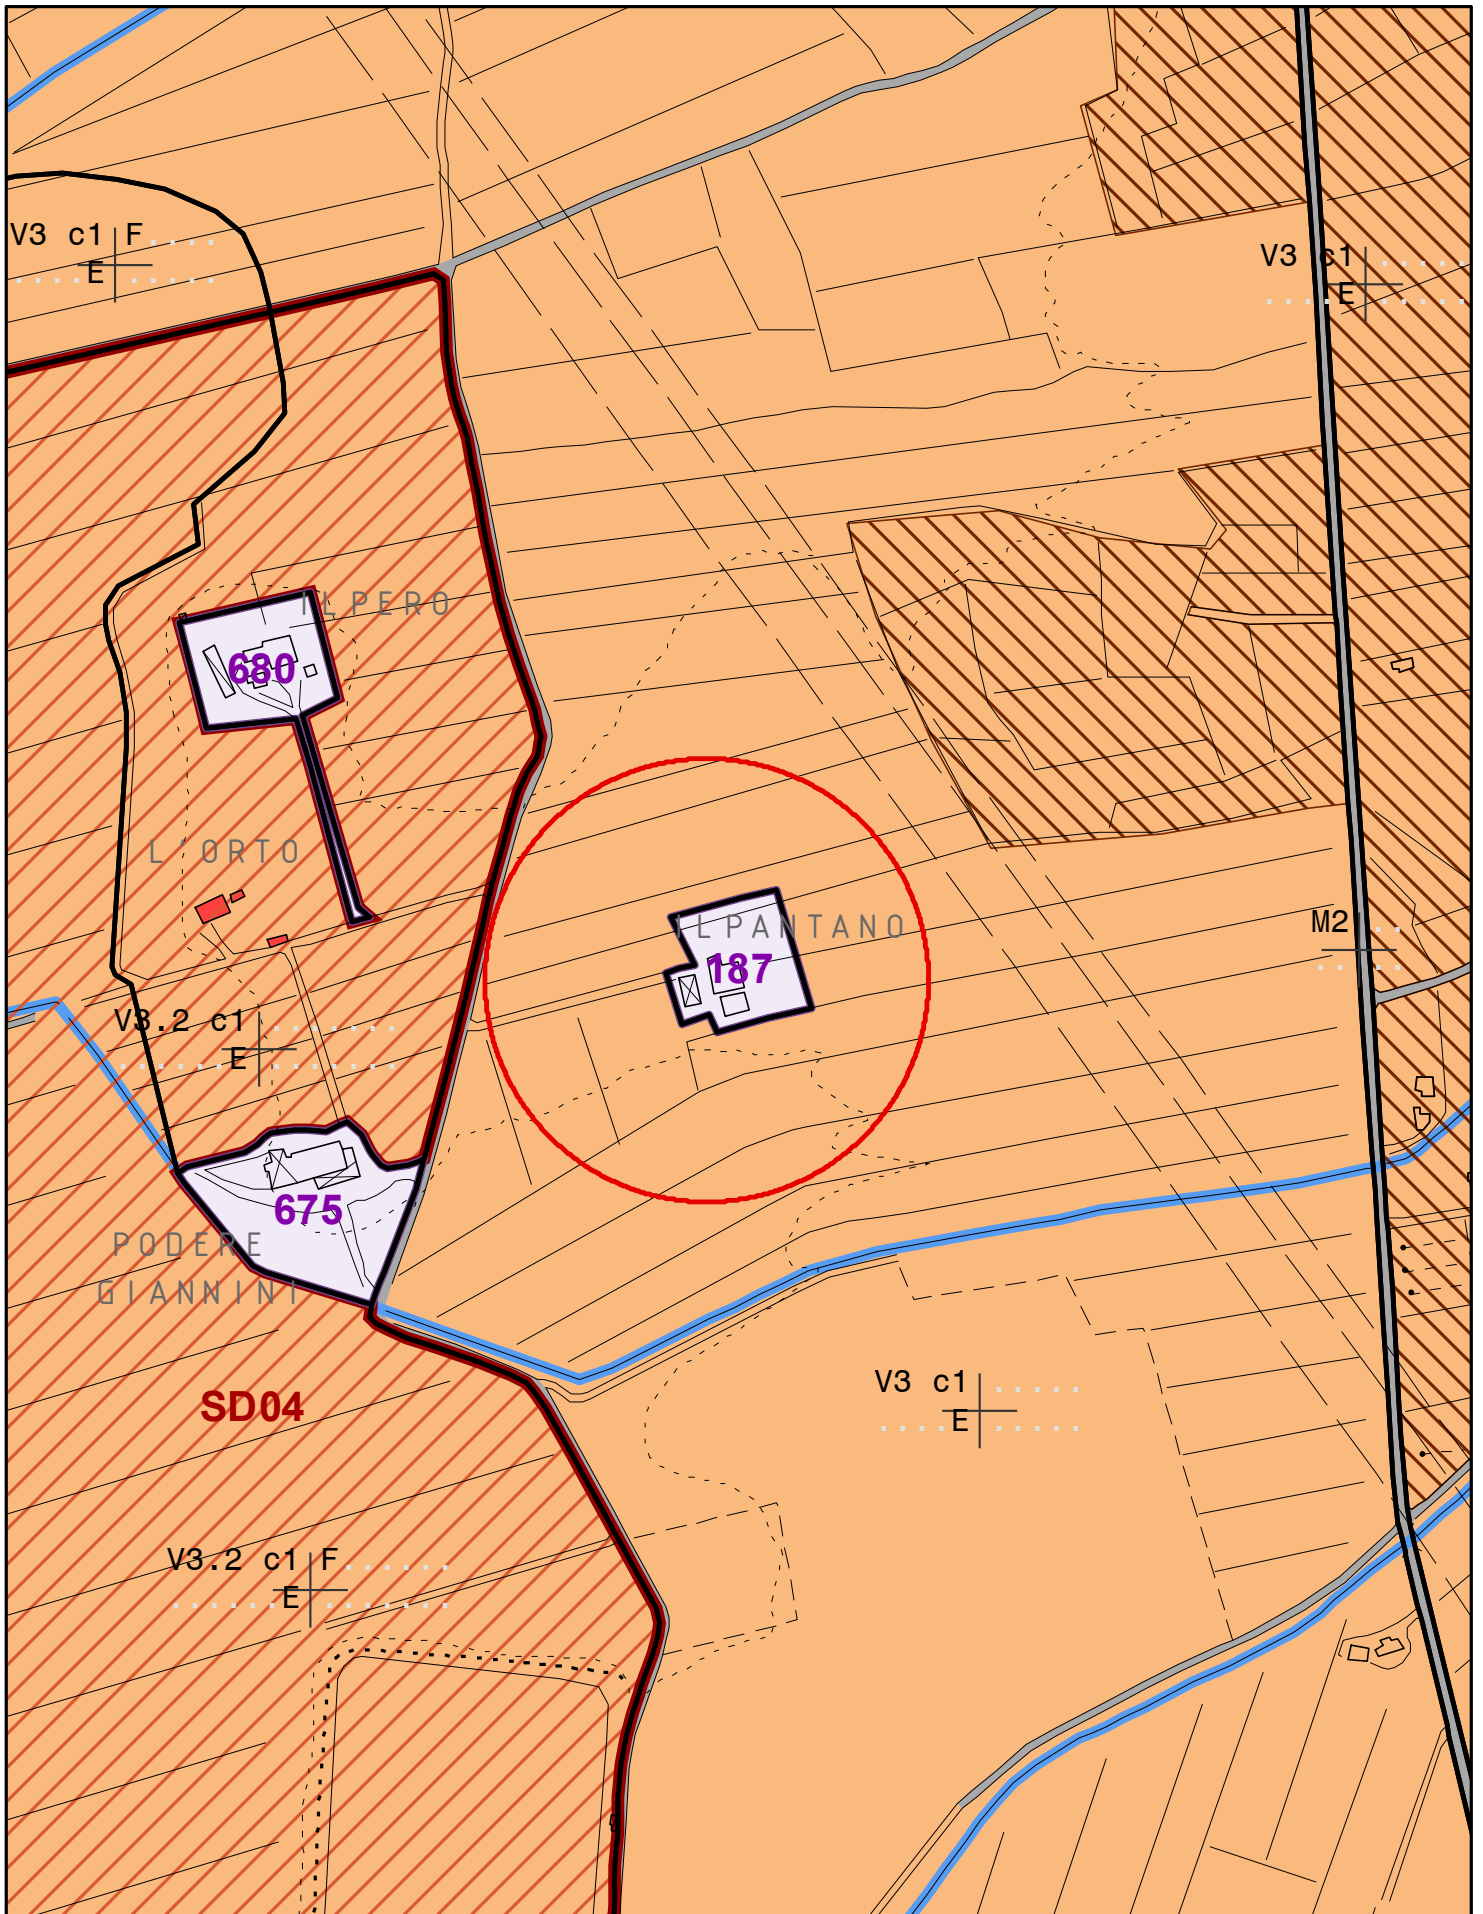 V3 c1 F
E
V3 c1
E
IL PERO
680
L'ORTO
IL PANTANO
187
M2
V3.2 c1
E
675
PODERE
GIANNINI
V3 c1
E
SD04
V3.2 c1 F
E